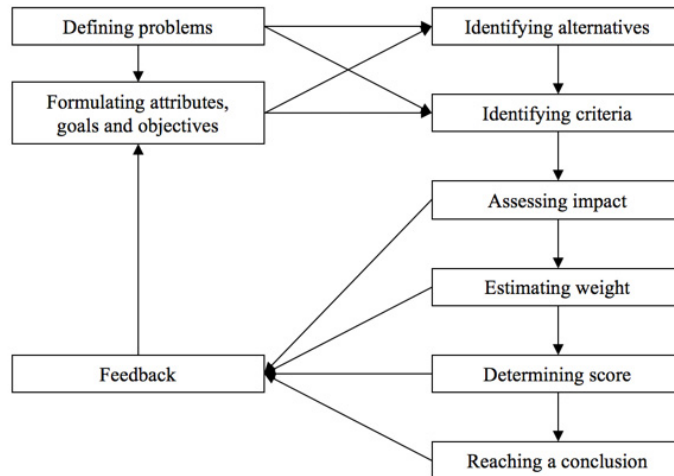 Defining problems
Identifying alternatives
Formulating attributes,
goals and objectives
Identifying criteria
Assessing impact
Estimating weight
Feedback
Determining score
Reaching a conclusion